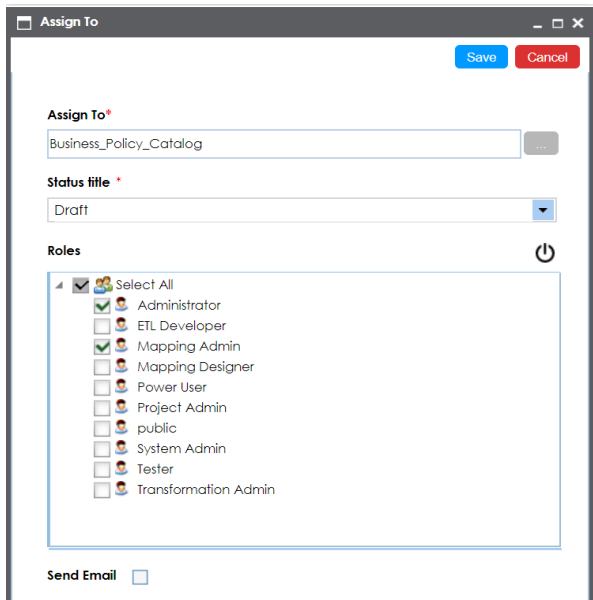 Assign To
Save Cancel
Assign To*
Business_Policy_Catalog ...
Status title *
Draft
Roles
Select All
Administrator
ETL Developer
Mapping Admin
Mapping Designer
Power User
Project Admin
public
System Admin
Tester
Transformation Admin
Send Email